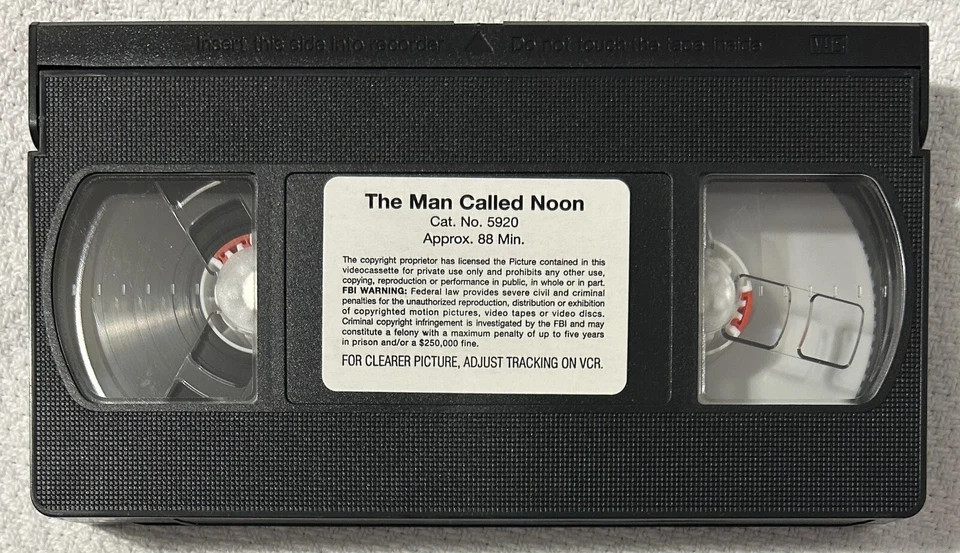 Insert this side into recorder ▲ Do not touch the tape inside VHS
The Man Called Noon
Cat. No. 5920
Approx. 88 Min.
The copyright proprietor has licensed the Picture contained in this
videocassette for private use only and prohibits any other use,
copying, reproduction or performance in public, in whole or in part.
FBI WARNING: Federal law provides severe civil and criminal
penalties for the unauthorized reproduction, distribution or exhibition
of copyrighted motion pictures, video tapes or video discs.
Criminal copyright infringement is investigated by the FBI and may
constitute a felony with a maximum penalty of up to five years
in prison and/or a $250,000 fine.
FOR CLEARER PICTURE, ADJUST TRACKING ON VCR.